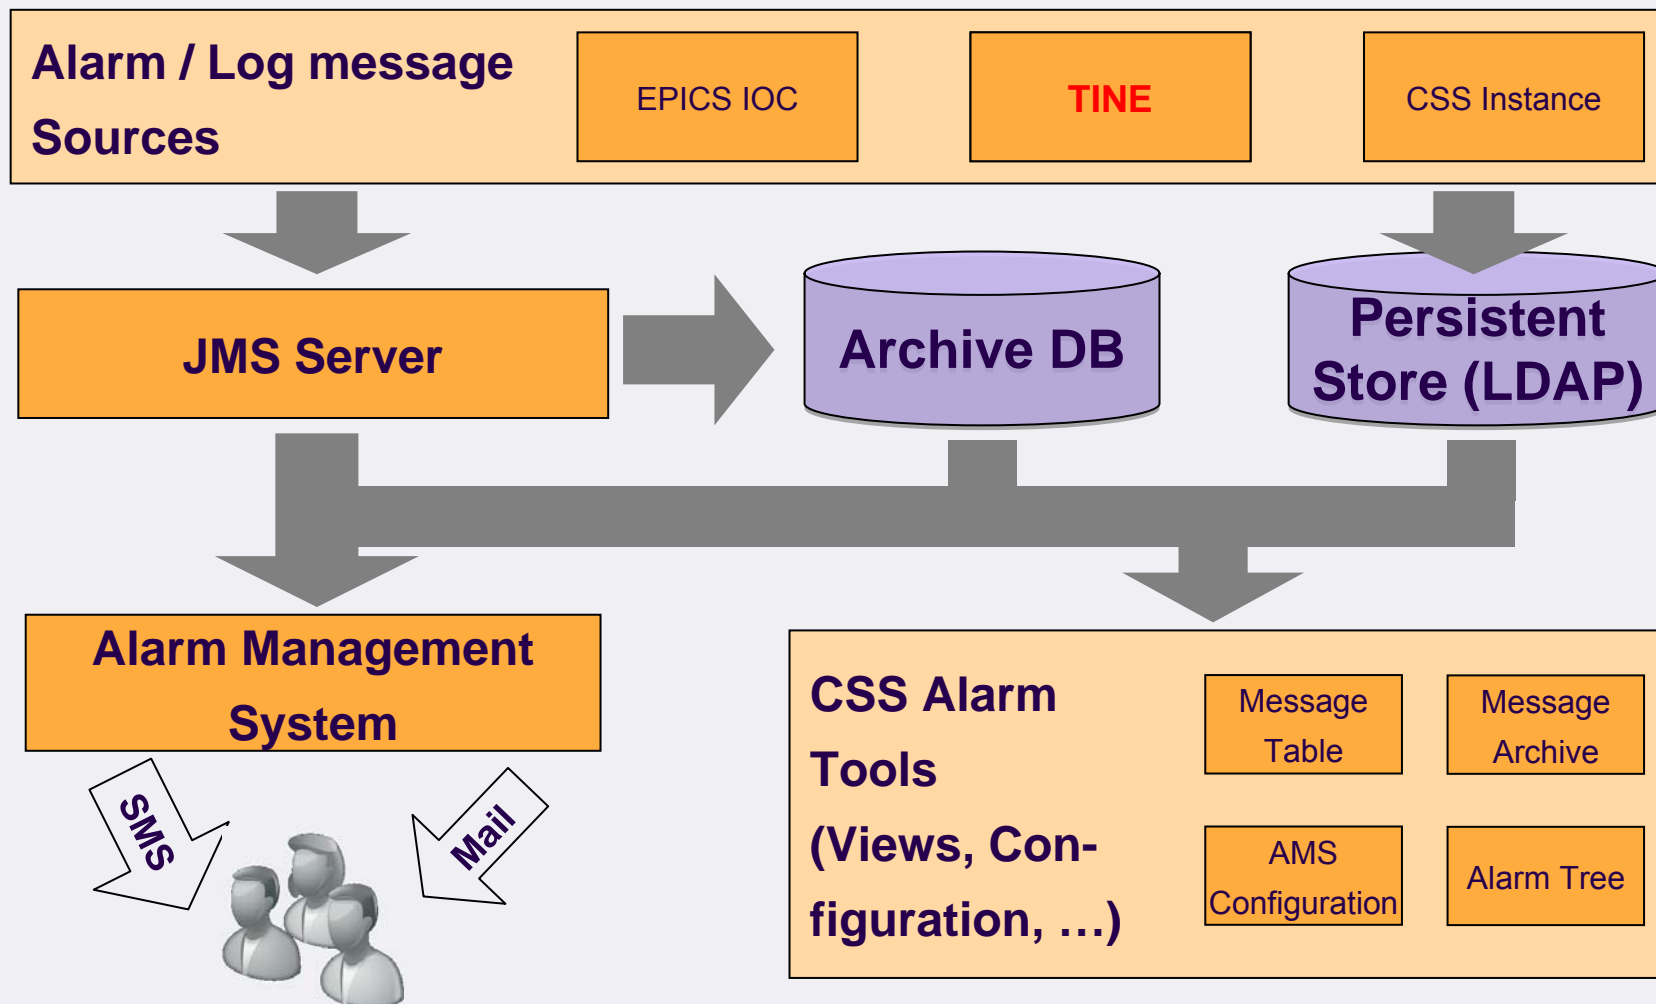 Alarm / Log message
Sources
EPICS IOC
TINE
CSS Instance
JMS Server
Archive DB
Persistent
Store (LDAP)
Alarm Management
System
SMS
Mail
CSS Alarm
Tools
(Views, Con-
figuration, …)
Message
Table
Message
Archive
AMS
Configuration
Alarm Tree